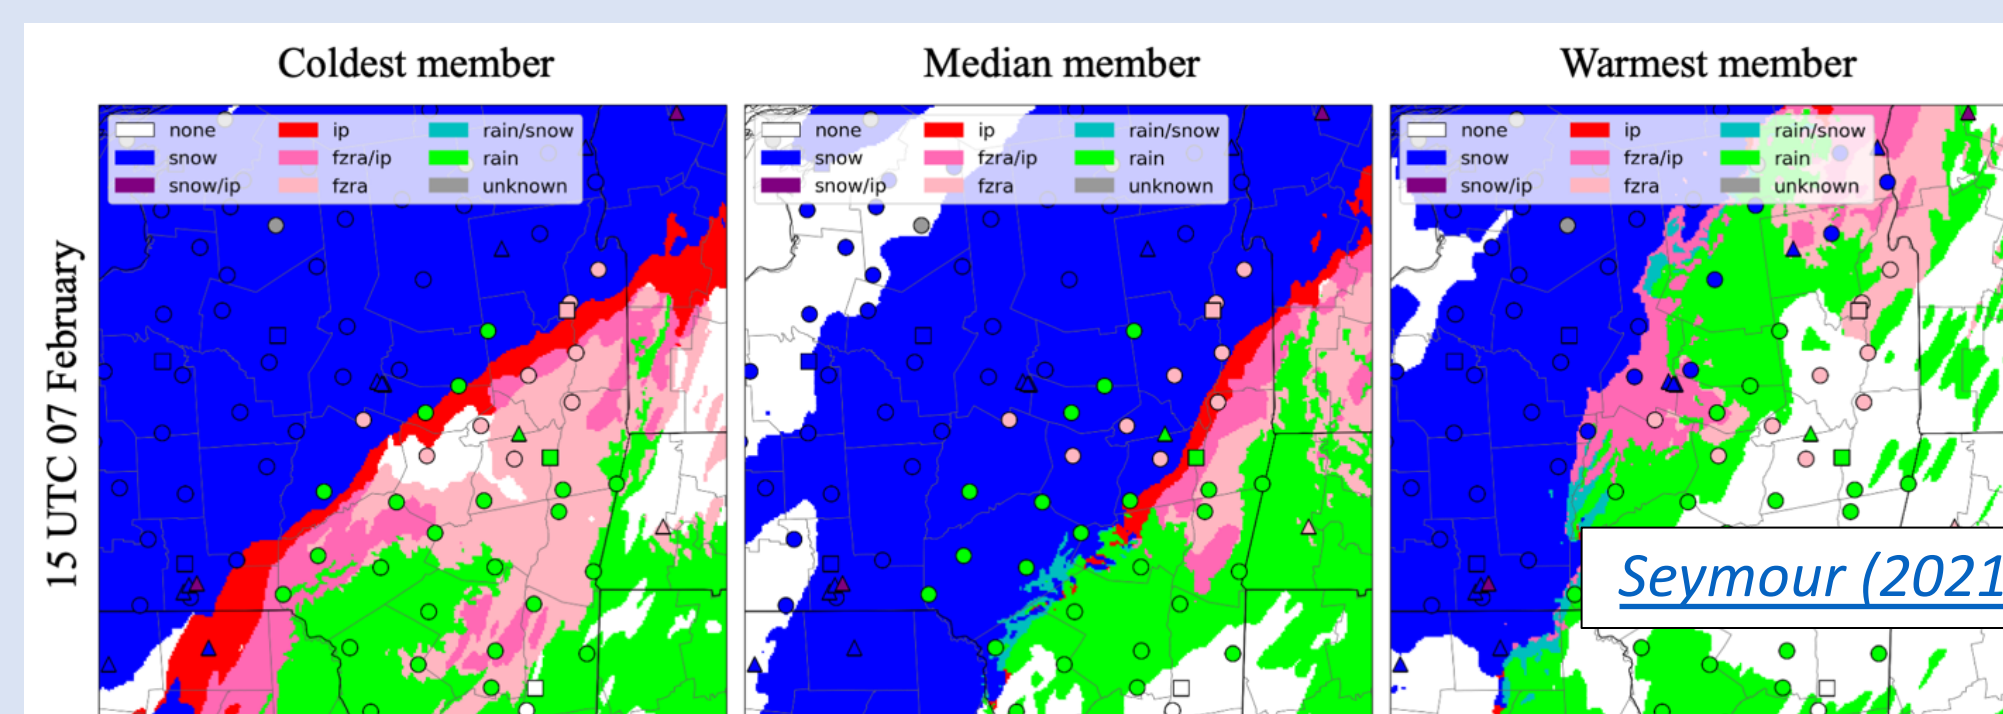 Coldest member
Median member
Warmest member
15 UTC 07 February
none ip rain/snow
snow fzra/ip rain
snow/ip fzra unknown
none ip rain/snow
snow fzra/ip rain
snow/ip fzra unknown
none ip rain/snow
snow fzra/ip rain
snow/ip fzra unknown
Seymour (2021